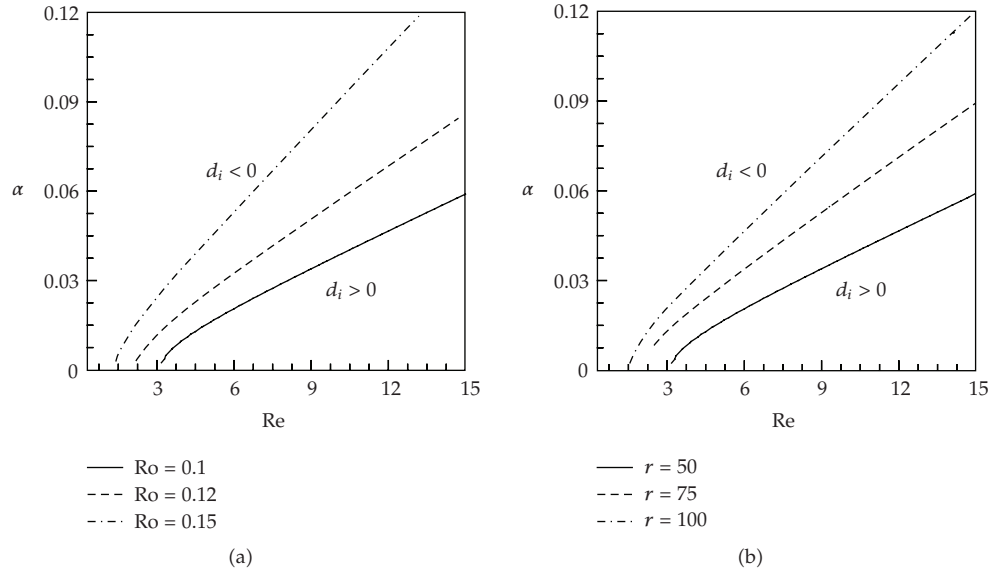 0.12
0.09
α
0.06
0.03
0
3
6
9
12
15
Re
d_i < 0
d_i > 0
Ro = 0.1
Ro = 0.12
Ro = 0.15
(a)
0.12
0.09
α
0.06
0.03
0
3
6
9
12
15
Re
d_i < 0
d_i > 0
r = 50
r = 75
r = 100
(b)